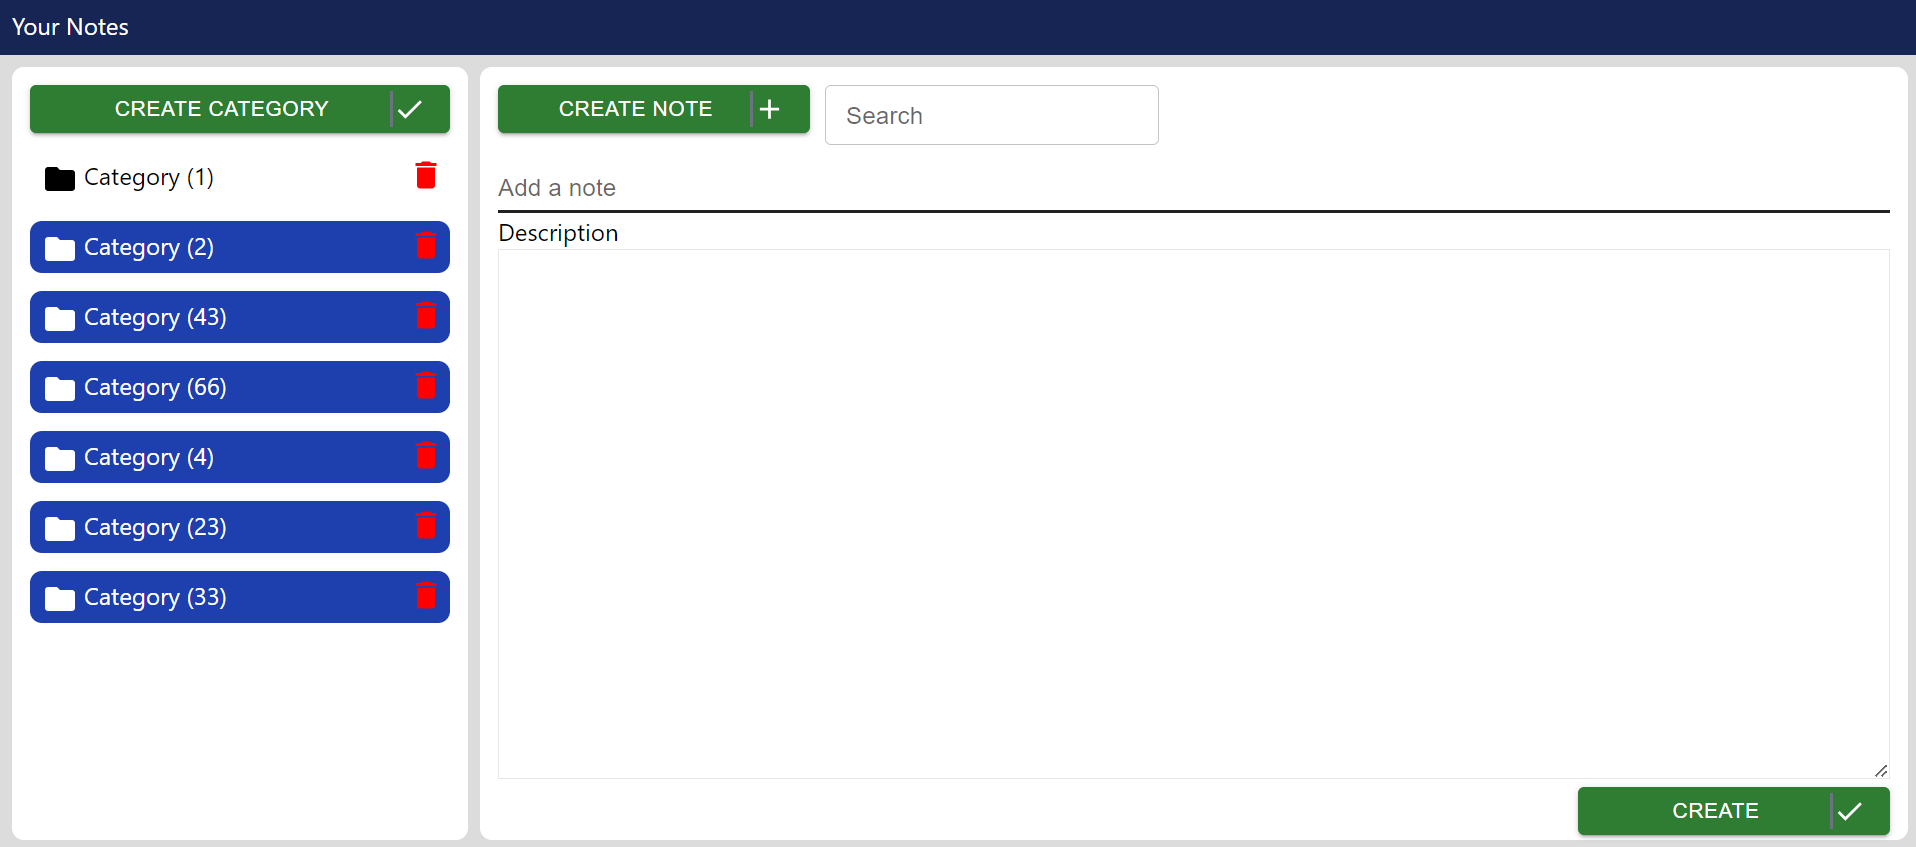 Your Notes
CREATE CATEGORY
Category (1)
Category (2)
Category (43)
Category (66)
Category (4)
Category (23)
Category (33)
CREATE NOTE
Search
Add a note
Description
CREATE